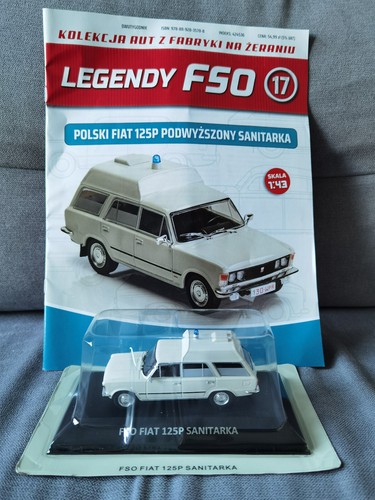 DWUTYGODNIK
KOLEKCJA AUT Z FABRYKI NA ŻERANIU
LEGENDY FSO 17
POLSKI FIAT 125P PODWYŻSZONY SANITARKA
SKALA
1:43
FSO FIAT 125P SANITARKA
FSO FIAT 125P SANITARKA